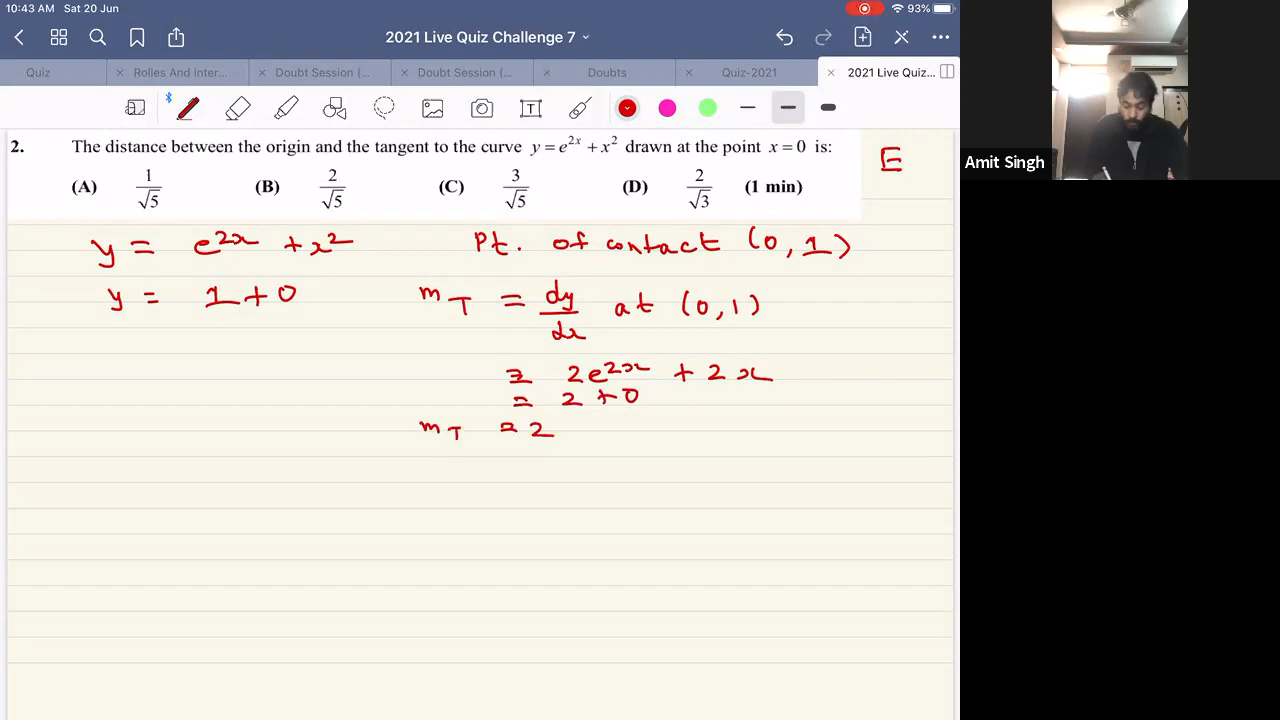 10:43 AM Sat 20 Jun
93%
2021 Live Quiz Challenge 7
Quiz
Rolles And Inter...
Doubt Session (...
Doubt Session (...
Doubts
Quiz-2021
2021 Live Quiz...
2. The distance between the origin and the tangent to the curve y = e^{2x} + x^2 drawn at the point x = 0 is:
(A) 1/√5 (B) 2/√5 (C) 3/√5 (D) 2/√3 (1 min)
E
Amit Singh
y = e^{2x} + x^2
Pt. of contact (0, 1)
y = 1 + 0
m_T = dy/dx at (0, 1)
= 2e^{2x} + 2x
= 2 + 0
m_T = 2